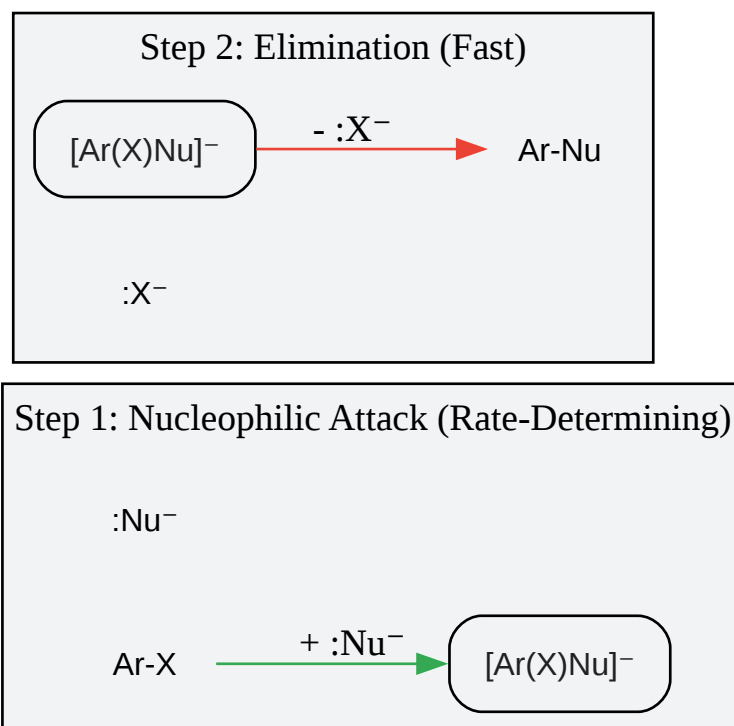 Step 2: Elimination (Fast)
- :X⁻
[Ar(X)Nu]⁻
Ar-Nu
:X⁻
Step 1: Nucleophilic Attack (Rate-Determining)
:Nu⁻
+ :Nu⁻
Ar-X
[Ar(X)Nu]⁻